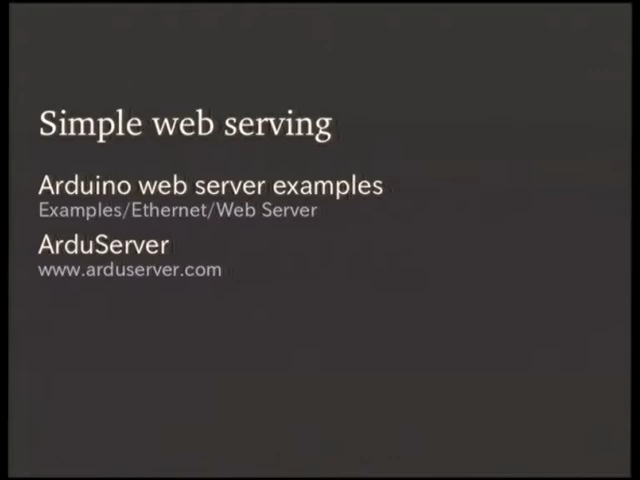 Simple web serving
Arduino web server examples
Examples/Ethernet/Web Server
ArduServer
www.arduserver.com